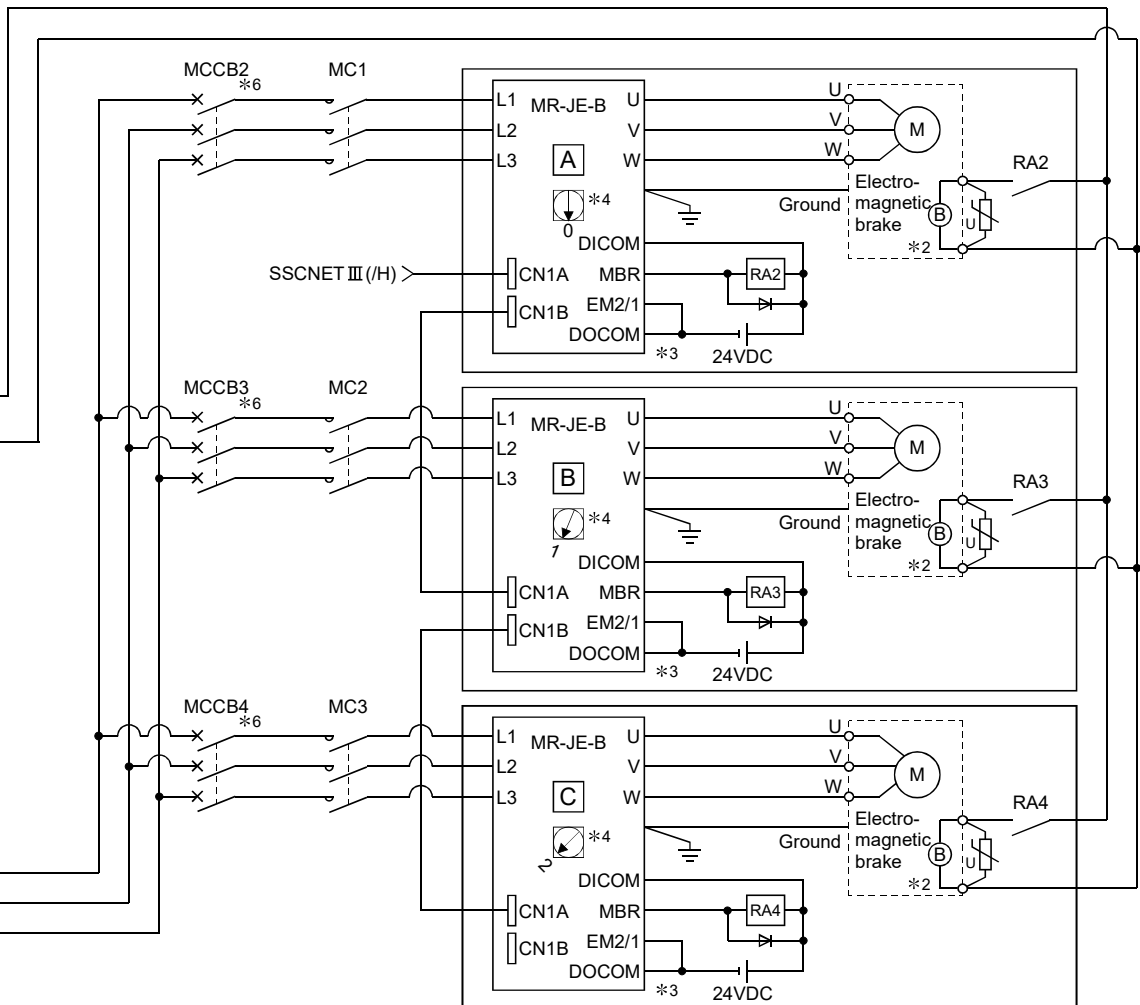 MCCB2
*6
MC1
L1
MR-JE-B
U
U
L2
V
V
M
L3
A
W
W
RA2
*4
0
Ground
Electro-
magnetic
brake
B
U
*2
DICOM
SSCNET III (/H)
CN1A
MBR
RA2
CN1B
EM2/1
DOCOM
*3
24VDC
MCCB3
*6
MC2
L1
MR-JE-B
U
U
L2
V
V
M
L3
B
W
W
RA3
*4
1
Ground
Electro-
magnetic
brake
B
U
*2
DICOM
CN1A
MBR
RA3
CN1B
EM2/1
DOCOM
*3
24VDC
MCCB4
*6
MC3
L1
MR-JE-B
U
U
L2
V
V
M
L3
C
W
W
RA4
*4
2
Ground
Electro-
magnetic
brake
B
U
*2
DICOM
CN1A
MBR
RA4
CN1B
EM2/1
DOCOM
*3
24VDC